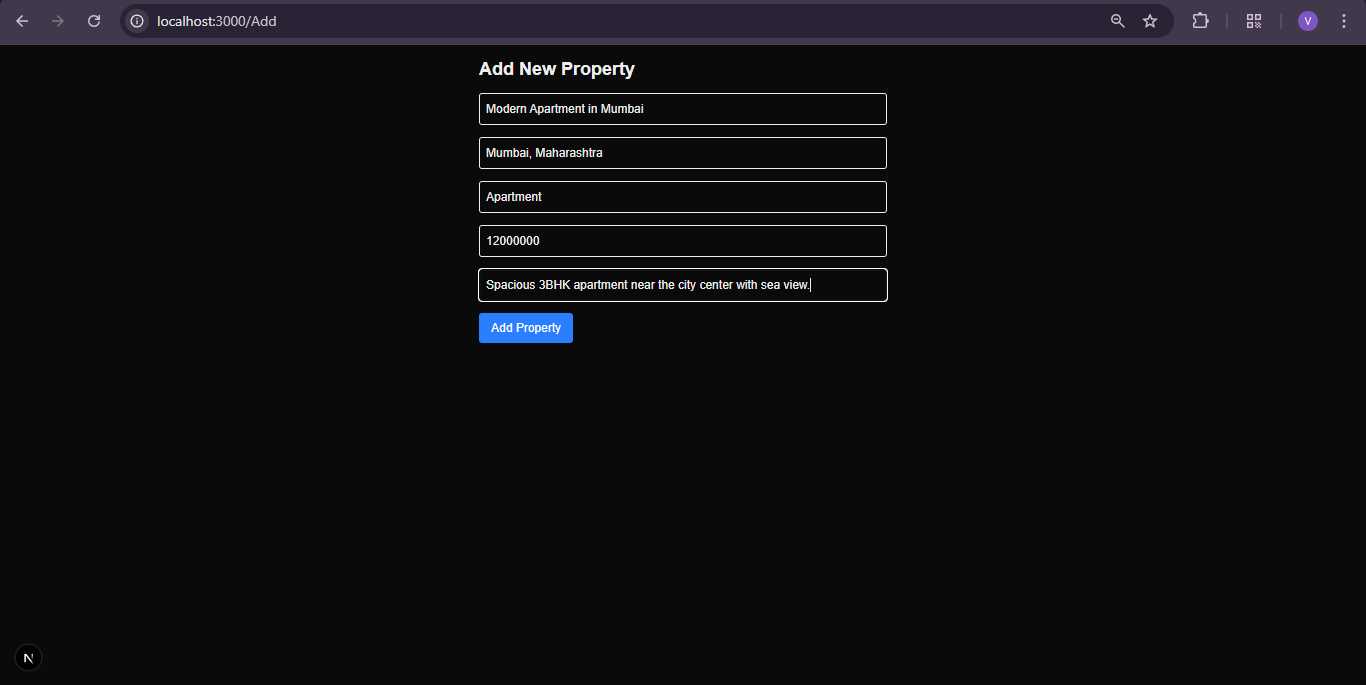 localhost:3000/Add
V
Add New Property
Modern Apartment in Mumbai
Mumbai, Maharashtra
Apartment
12000000
Spacious 3BHK apartment near the city center with sea view.
Add Property
N